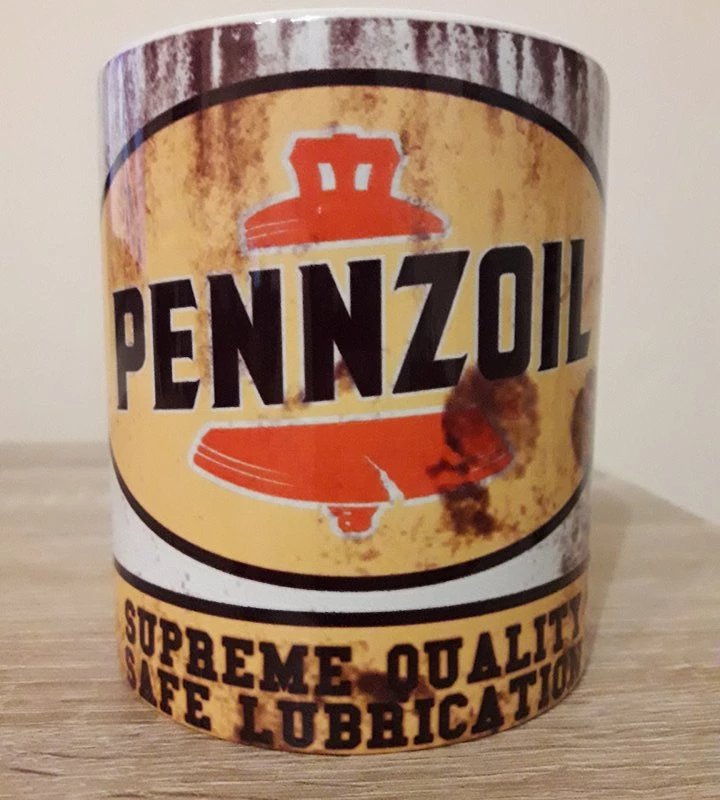 PENNZOIL
SUPREME QUALITY
SAFE LUBRICATION